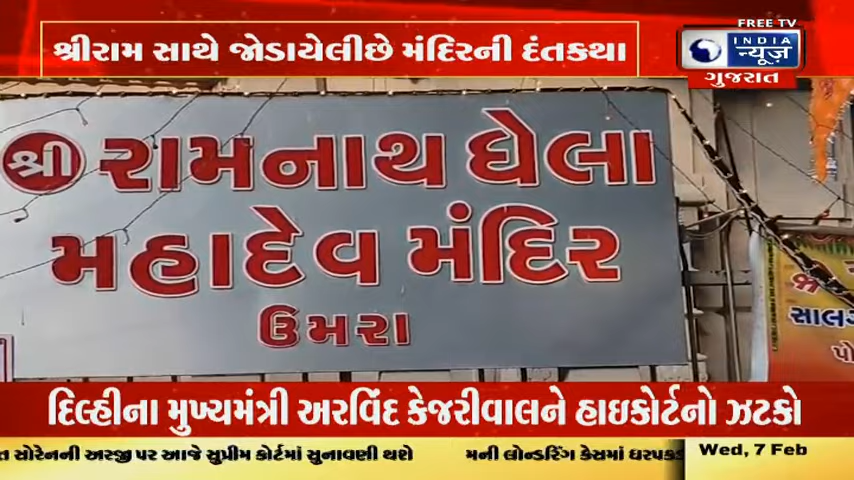 FREE TV
શ્રીરામ સાથે જોડાયેલીછે મંદિરની દંતકથા
INDIA
न्यूज़
ગુજરાત
શ્રી રામનાથ ઘેલા
મહાદેવ મંદિર
ઉમરા
સાલગ
દિલ્હીના મુખ્યમંત્રી અરવિંદ કેજરીવાલને હાઇકોર્ટનો ઝટકો
ત સોરેનની અરજી પર આજે સુપ્રીમ કોર્ટમાં સુનાવણી થશે મની લોન્ડરિંગ કેસમાં ધરપકડ
Wed, 7 Feb